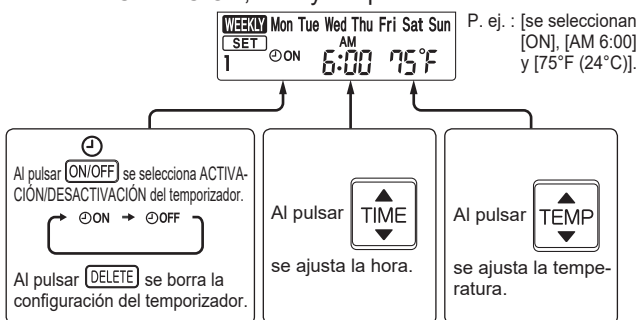 WEEKLY Mon Tue Wed Thu Fri Sat Sun
SET
1 ON AM 6:00 75°F
P. ej. : [se seleccionan
[ON], [AM 6:00]
y [75°F (24°C)].
Al pulsar ON/OFF se selecciona ACTIVA-
CIÓN/DESACTIVACIÓN del temporizador.
ON → OFF
Al pulsar DELETE se borra la
configuración del temporizador.
Al pulsar TIME
se ajusta la hora.
Al pulsar TEMP
se ajusta la tempe-
ratura.